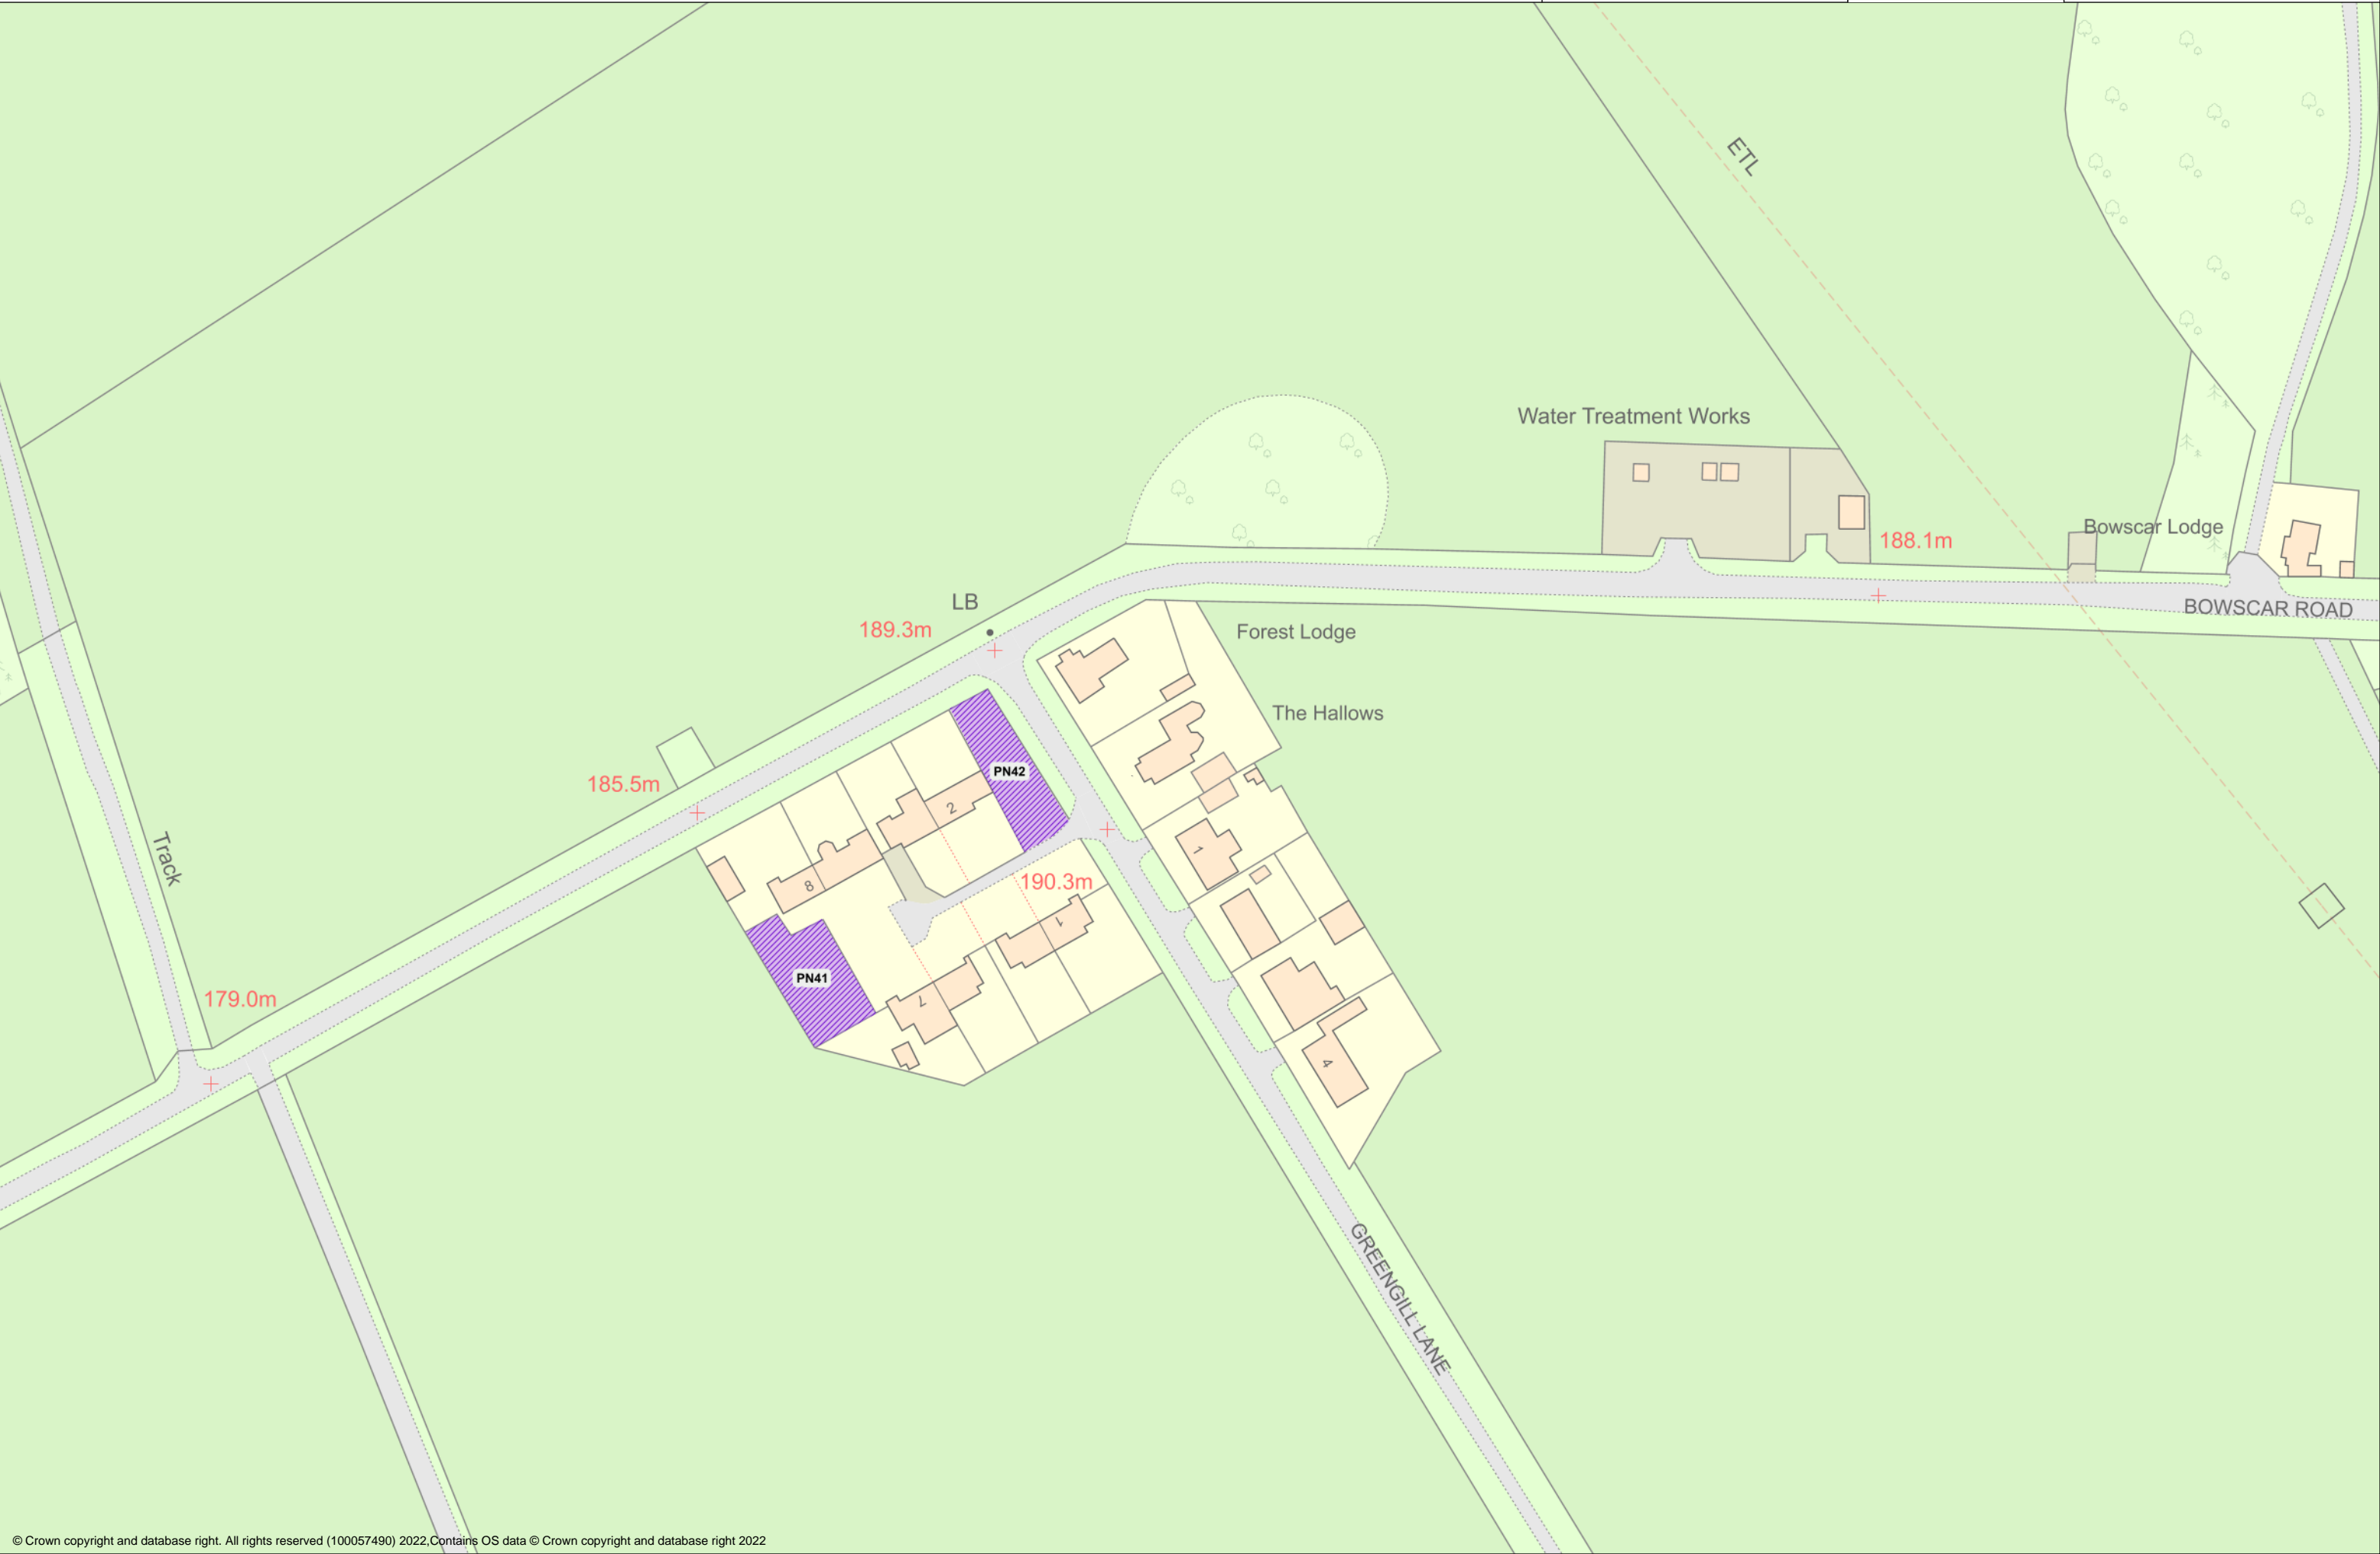 ETL
Water Treatment Works
Bowscar Lodge
188.1m
BOWSCAR ROAD
LB
189.3m
Forest Lodge
The Hallows
185.5m
PN42
2
8
1
190.3m
1
Track
PN41
7
179.0m
4
GREENGILL LANE
© Crown copyright and database right. All rights reserved (100057490) 2022,Contains OS data © Crown copyright and database right 2022